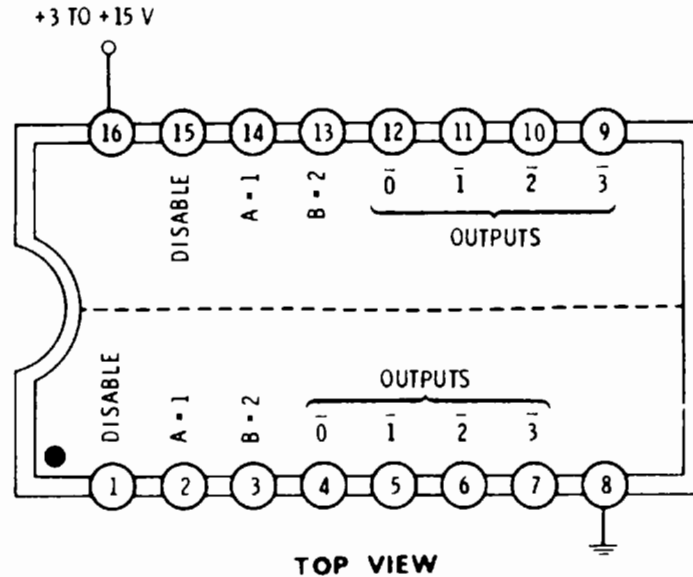 +3 TO +15 V
16 15 14 13 12 11 10 9
DISABLE A = 1 B = 2 0̅ 1̅ 2̅ 3̅
OUTPUTS
OUTPUTS
DISABLE A = 1 B = 2 0̅ 1̅ 2̅ 3̅
1 2 3 4 5 6 7 8
TOP VIEW